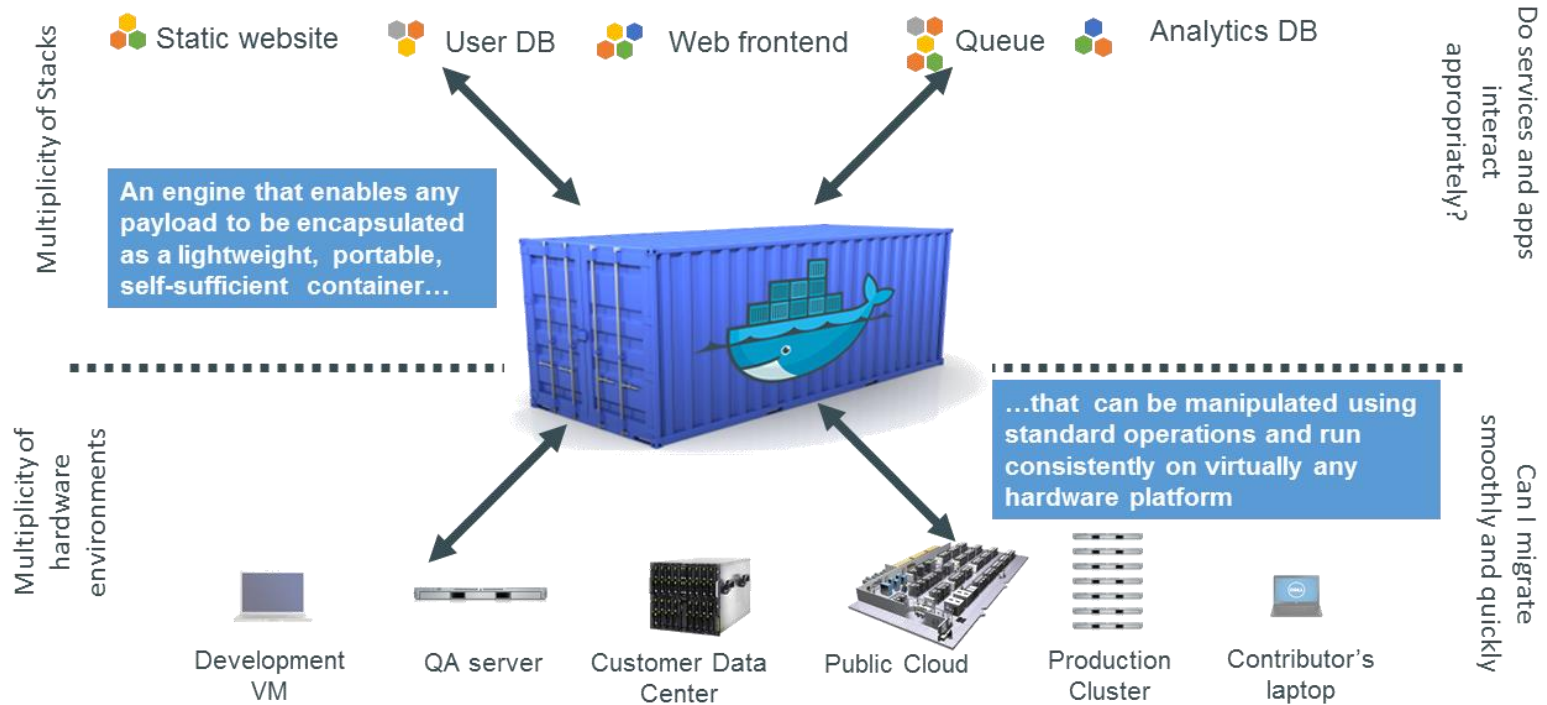 Static website
User DB
Web frontend
Queue
Analytics DB
Multiplicity of Stacks
Do services and apps
interact
appropriately?
An engine that enables any
payload to be encapsulated
as a lightweight, portable,
self-sufficient container…
…that can be manipulated using
standard operations and run
consistently on virtually any
hardware platform
Multiplicity of
hardware
environments
Can I migrate
smoothly and quickly
DELL
Development
VM
QA server
Customer Data
Center
Public Cloud
Production
Cluster
Contributor’s
laptop